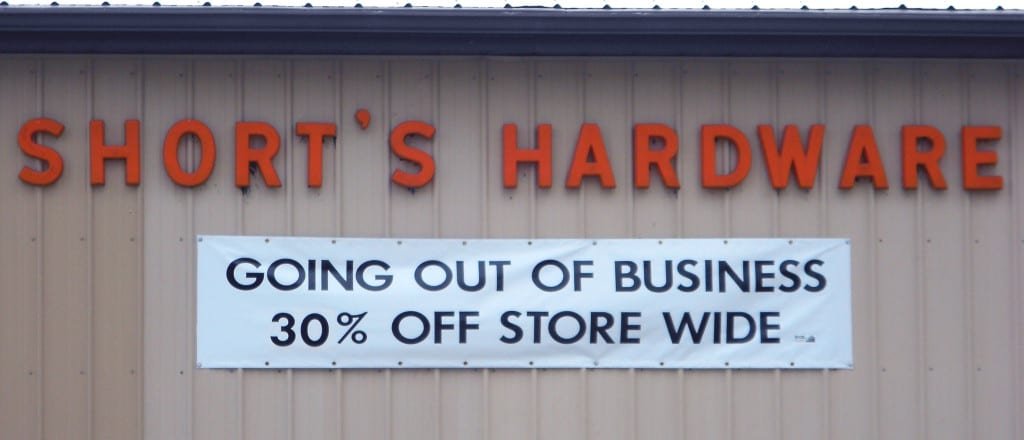 SHORT'S HARDWARE
GOING OUT OF BUSINESS
30% OFF STORE WIDE